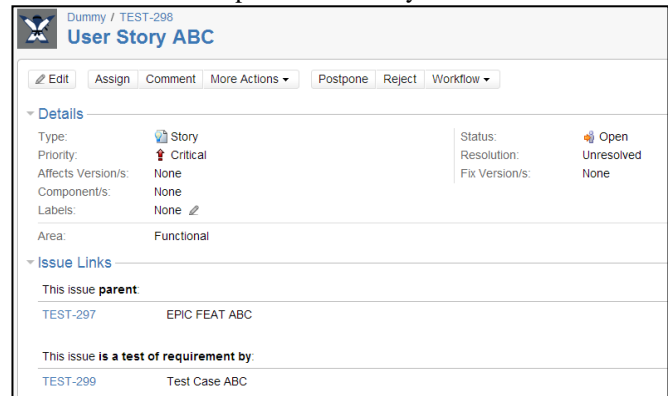 Dummy / TEST-298
User Story ABC
Edit Assign Comment More Actions Postpone Reject Workflow
Details
Type: Story Status: Open
Priority: Critical Resolution: Unresolved
Affects Version/s: None Fix Version/s: None
Component/s: None
Labels: None
Area: Functional
Issue Links
This issue parent:
TEST-297 EPIC FEAT ABC
This issue is a test of requirement by:
TEST-299 Test Case ABC